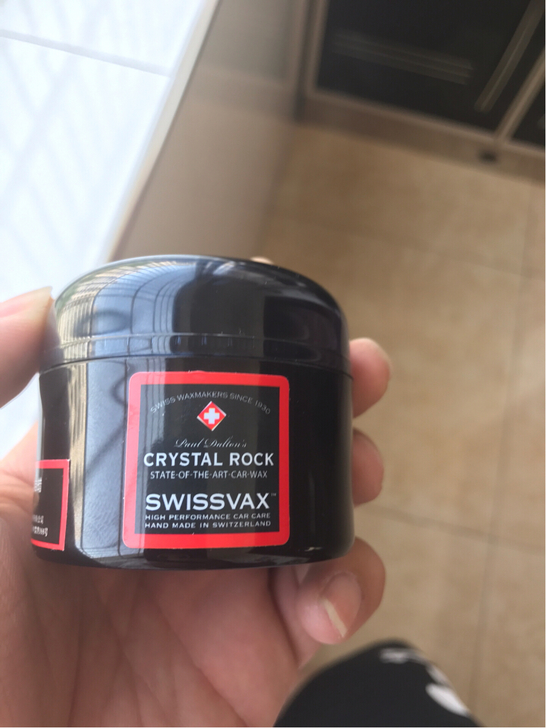 SWISS WAXMAKERS SINCE 1930
Paul Dalton's
CRYSTAL ROCK
STATE-OF-THE-ART-CAR-WAX
SWISSVAX™
HIGH PERFORMANCE CAR CARE
HAND MADE IN SWITZERLAND